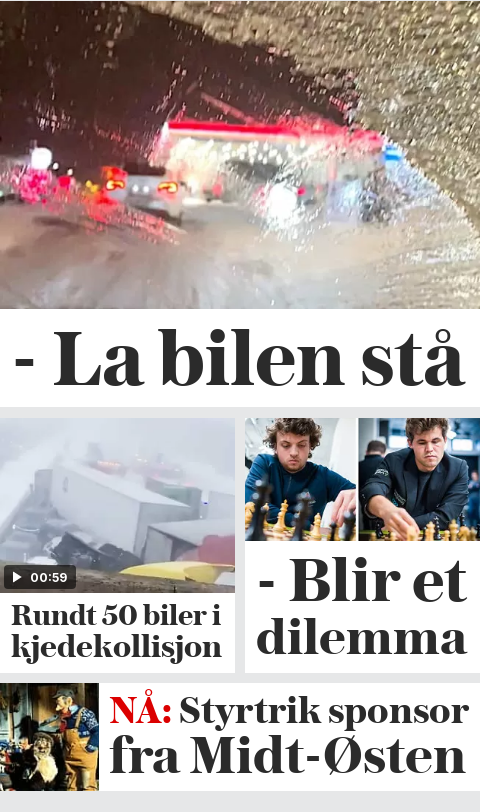 - La bilen stå
00:59
Rundt 50 biler i
kjedekollisjon
- Blir et
dilemma
NÅ: Styrtrik sponsor
fra Midt-Østen